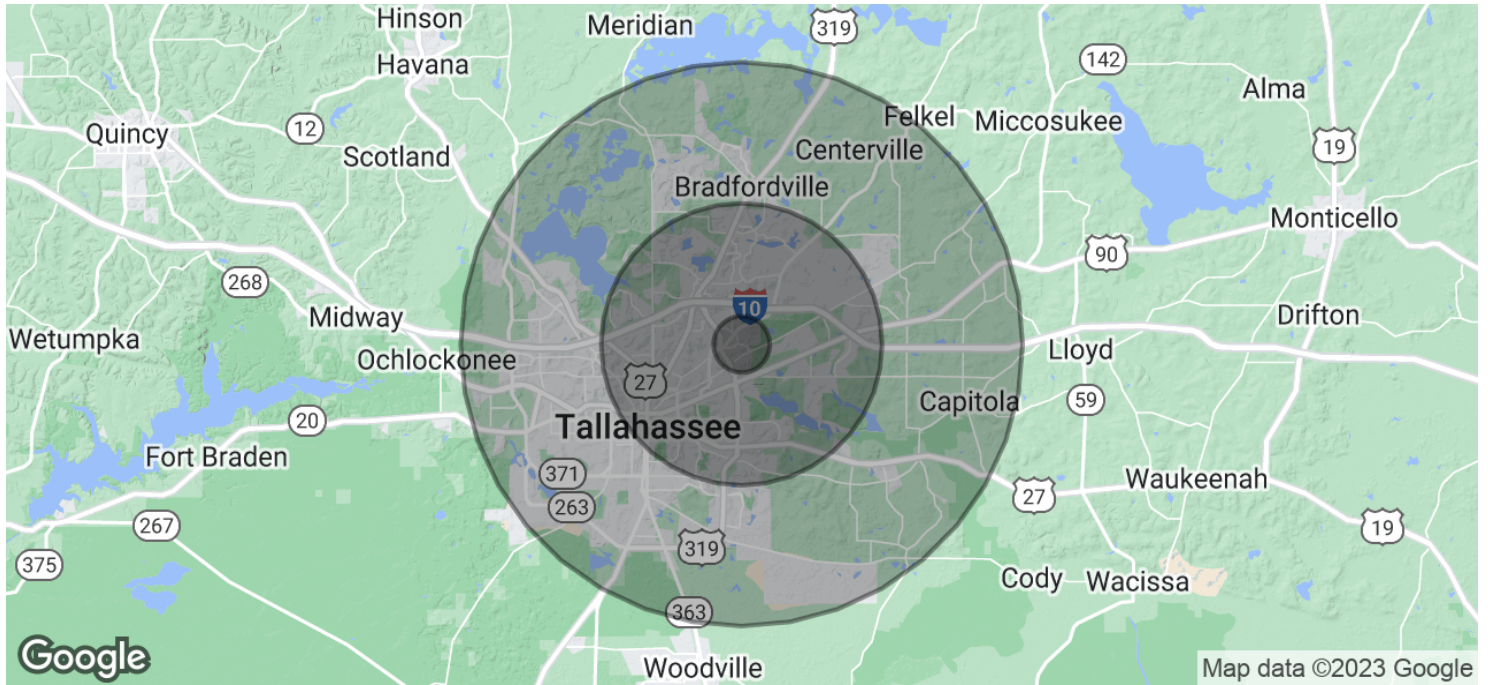 Hinson
Meridian
319
Havana
142
Alma
Felkel
Miccosukee
12
Quincy
19
Scotland
Centerville
Bradfordville
Monticello
90
268
10
Midway
Drifton
Wetumpka
Lloyd
Ochlockonee
27
59
Capitola
20
Tallahassee
Fort Braden
371
Waukeenah
27
263
267
19
319
375
Cody
Wacissa
363
Google
Woodville
Map data ©2023 Google